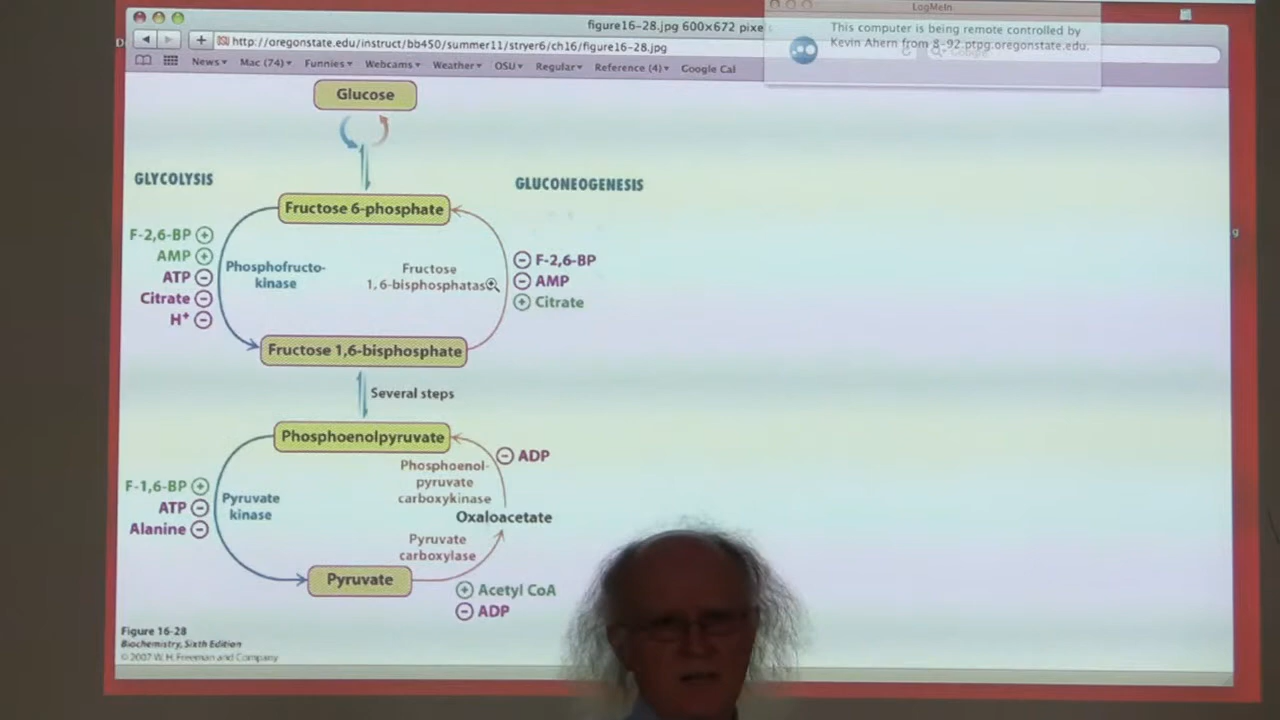 figure16-28.jpg 600×672 pixe
LogMeIn
This computer is being remote controlled by
Kevin Ahern from 8-92.ptpg.oregonstate.edu.
http://oregonstate.edu/instruct/bb450/summer11/stryer6/ch16/figure16-28.jpg
News▾ Mac (74)▾ Funnies▾ Webcams▾ Weather▾ OSU▾ Regular▾ Reference (4)▾ Google Cal
Glucose
GLYCOLYSIS
GLUCONEOGENESIS
Fructose 6-phosphate
F-2,6-BP +
AMP +
ATP −
Citrate −
H⁺ −
Phosphofructo-
kinase
Fructose
1,6-bisphosphatas
− F-2,6-BP
− AMP
+ Citrate
Fructose 1,6-bisphosphate
Several steps
Phosphoenolpyruvate
− ADP
F-1,6-BP +
ATP −
Alanine −
Pyruvate
kinase
Phosphoenol-
pyruvate
carboxykinase
Oxaloacetate
Pyruvate
carboxylase
Pyruvate
+ Acetyl CoA
− ADP
Figure 16-28
Biochemistry, Sixth Edition
© 2007 W. H. Freeman and Company